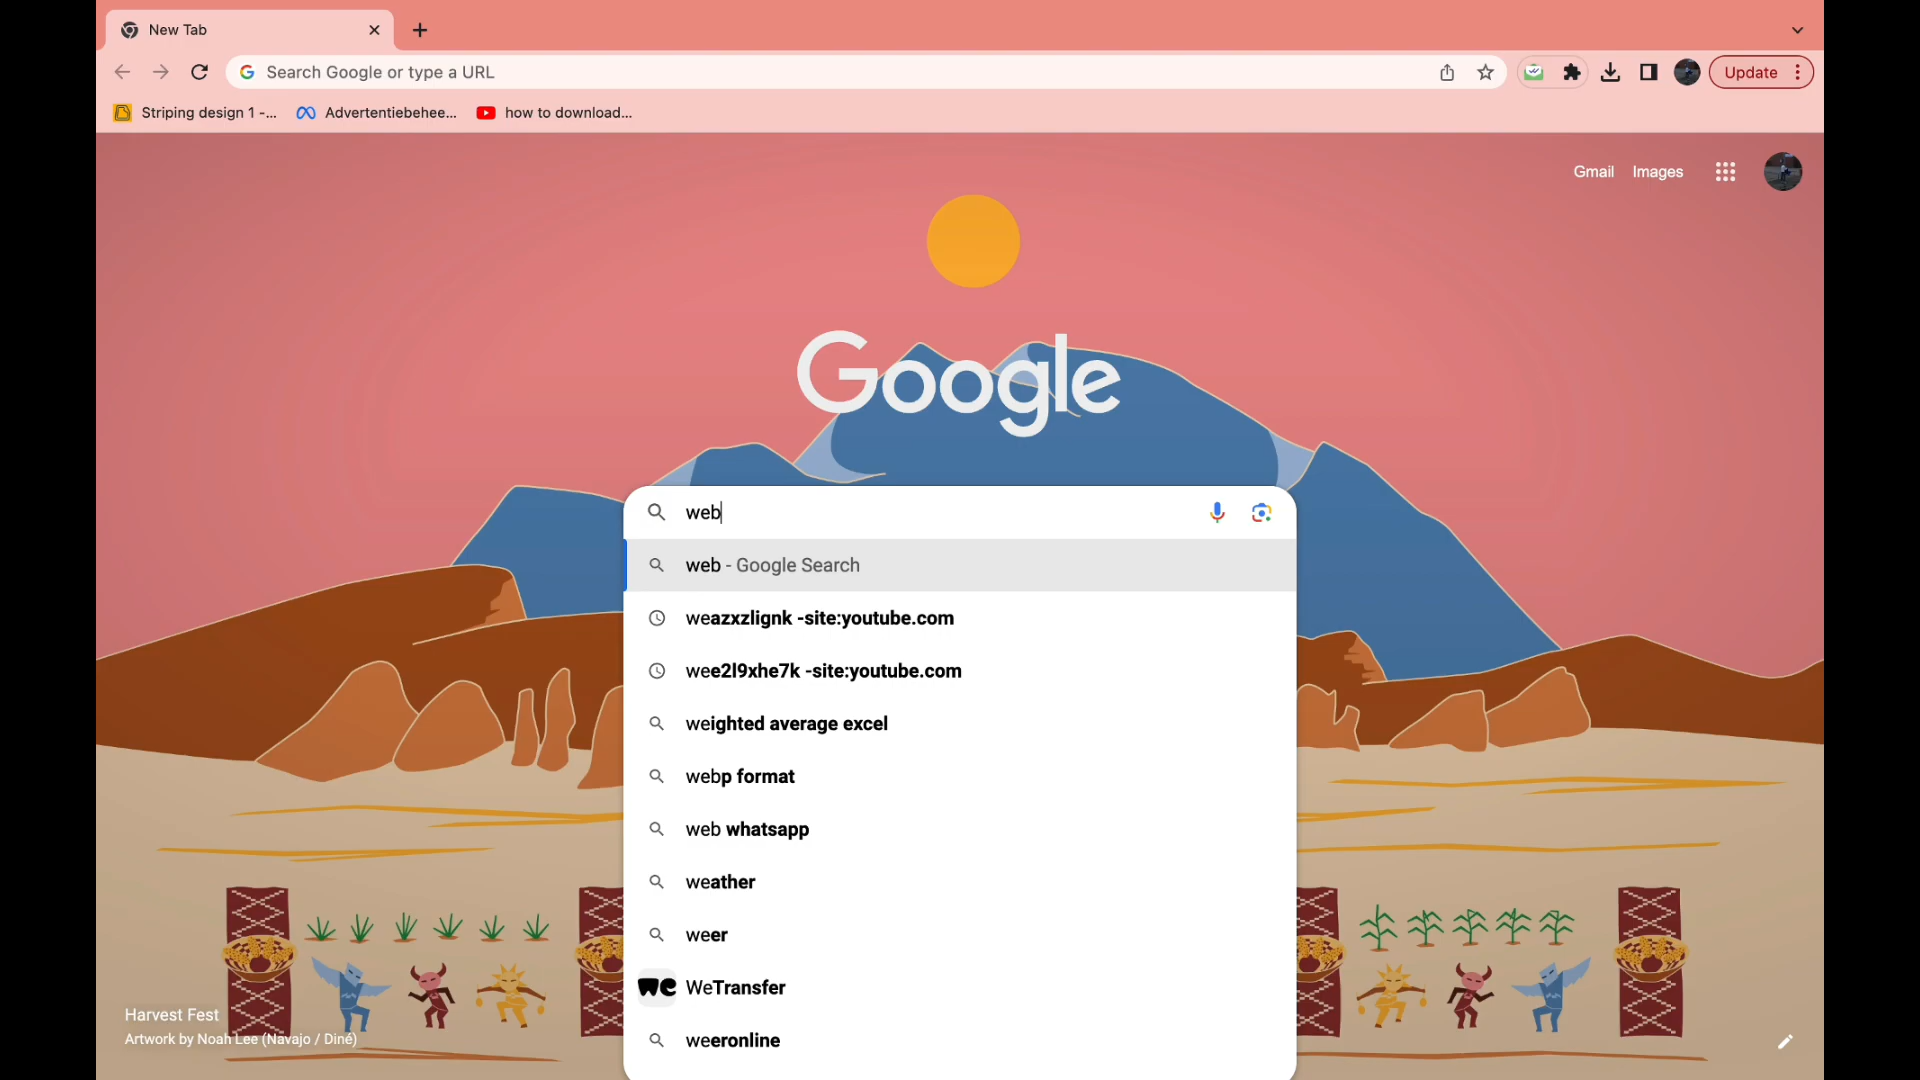 New Tab
Search Google or type a URL
Update
Striping design 1 -...
Advertentiebehee...
how to download...
Gmail
Images
Google
web
web - Google Search
weazxzlignk -site:youtube.com
wee2l9xhe7k -site:youtube.com
weighted average excel
webp format
web whatsapp
weather
weer
we WeTransfer
weeronline
Harvest Fest
Artwork by Noah Lee (Navajo / Diné)